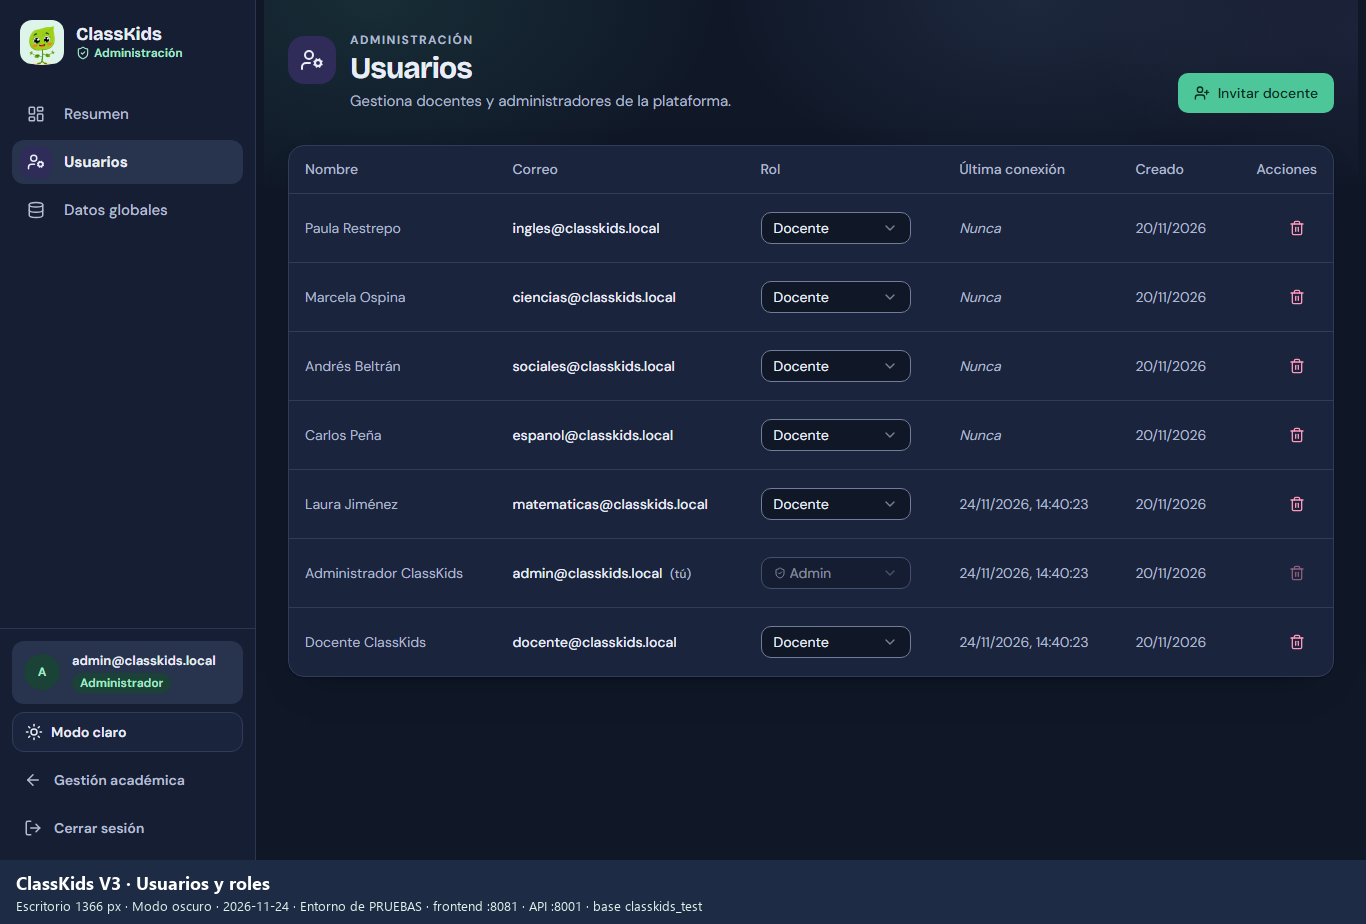 ClassKids
Administración
Resumen
Usuarios
Datos globales
admin@classkids.local
A
Administrador
Modo claro
Gestión académica
Cerrar sesión
ADMINISTRACIÓN
Usuarios
Gestiona docentes y administradores de la plataforma.
Invitar docente
Nombre Correo Rol Última conexión Creado Acciones
Paula Restrepo ingles@classkids.local Docente Nunca 20/11/2026
Marcela Ospina ciencias@classkids.local Docente Nunca 20/11/2026
Andrés Beltrán sociales@classkids.local Docente Nunca 20/11/2026
Carlos Peña espanol@classkids.local Docente Nunca 20/11/2026
Laura Jiménez matematicas@classkids.local Docente 24/11/2026, 14:40:23 20/11/2026
Administrador ClassKids admin@classkids.local (tú) Admin 24/11/2026, 14:40:23 20/11/2026
Docente ClassKids docente@classkids.local Docente 24/11/2026, 14:40:23 20/11/2026
ClassKids V3 · Usuarios y roles
Escritorio 1366 px · Modo oscuro · 2026-11-24 · Entorno de PRUEBAS · frontend :8081 · API :8001 · base classkids_test